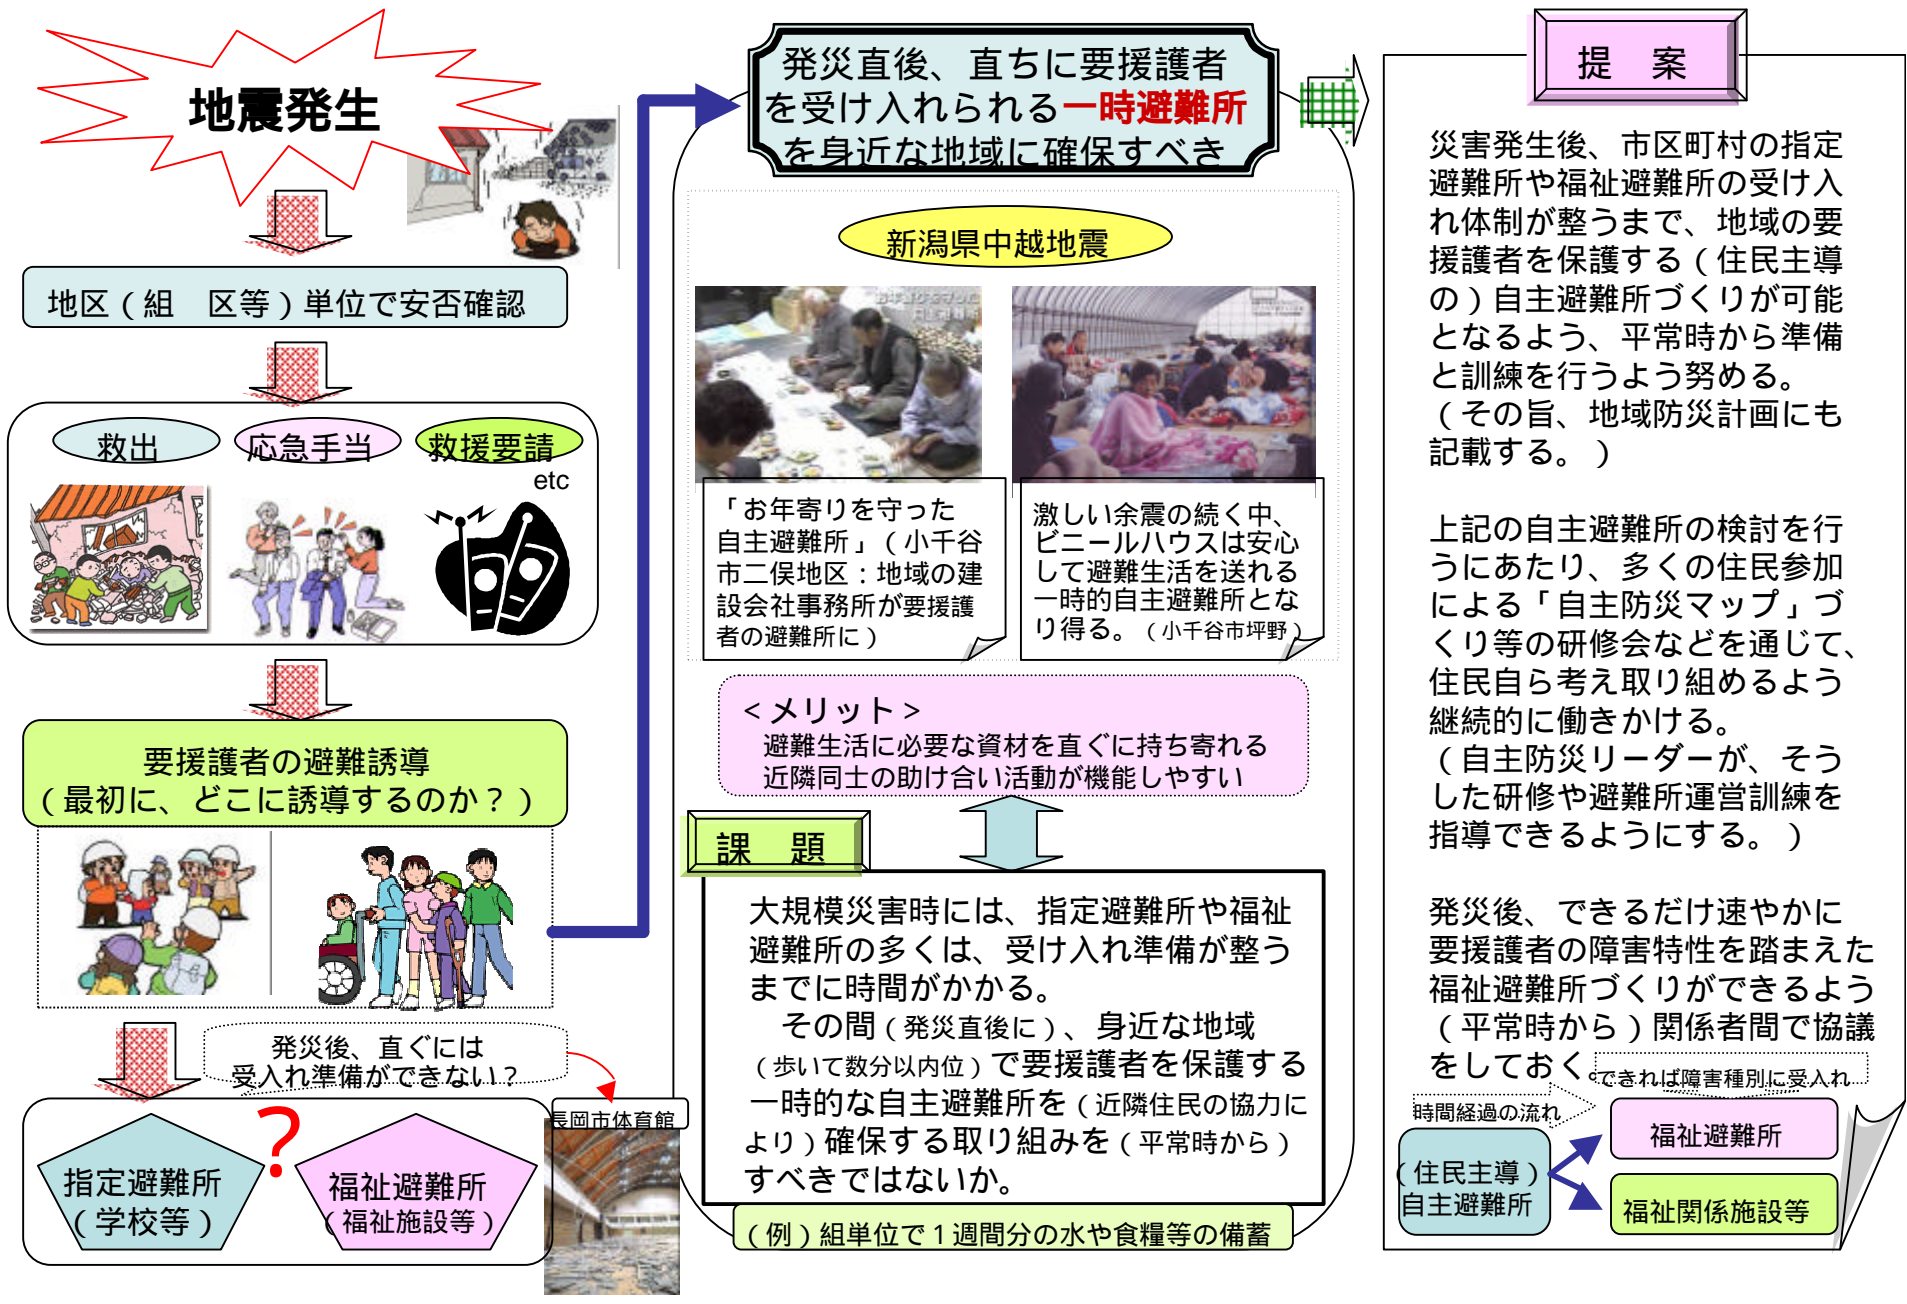 地震発生
地区（組　区等）単位で安否確認
救出
応急手当
救援要請
etc
要援護者の避難誘導
（最初に、どこに誘導するのか？）
発災後、直ぐには
受入れ準備ができない？
指定避難所
（学校等）
？
福祉避難所
（福祉施設等）
長岡市体育館
発災直後、直ちに要援護者
を受け入れられる一時避難所
を身近な地域に確保すべき
新潟県中越地震
お年寄りを守った
自主避難所
「お年寄りを守った
自主避難所」（小千谷
市二俣地区：地域の建
設会社事務所が要援護
者の避難所に）
激しい余震の続く中、
ビニールハウスは安心
して避難生活を送れる
一時的自主避難所とな
り得る。（小千谷市坪野）
＜メリット＞
避難生活に必要な資材を直ぐに持ち寄れる
近隣同士の助け合い活動が機能しやすい
課　題
大規模災害時には、指定避難所や福祉
避難所の多くは、受け入れ準備が整う
までに時間がかかる。
その間（発災直後に）、身近な地域
（歩いて数分以内位）で要援護者を保護する
一時的な自主避難所を（近隣住民の協力に
より）確保する取り組みを（平常時から）
すべきではないか。
（例）組単位で１週間分の水や食糧等の備蓄
提　案
災害発生後、市区町村の指定
避難所や福祉避難所の受け入
れ体制が整うまで、地域の要
援護者を保護する（住民主導
の）自主避難所づくりが可能
となるよう、平常時から準備
と訓練を行うよう努める。
（その旨、地域防災計画にも
記載する。）
上記の自主避難所の検討を行
うにあたり、多くの住民参加
による「自主防災マップ」づ
くり等の研修会などを通じて、
住民自ら考え取り組めるよう
継続的に働きかける。
（自主防災リーダーが、そう
した研修や避難所運営訓練を
指導できるようにする。）
発災後、できるだけ速やかに
要援護者の障害特性を踏まえた
福祉避難所づくりができるよう
（平常時から）関係者間で協議
をしておく。
できれば障害種別に受入れ
時間経過の流れ
（住民主導）
自主避難所
福祉避難所
福祉関係施設等